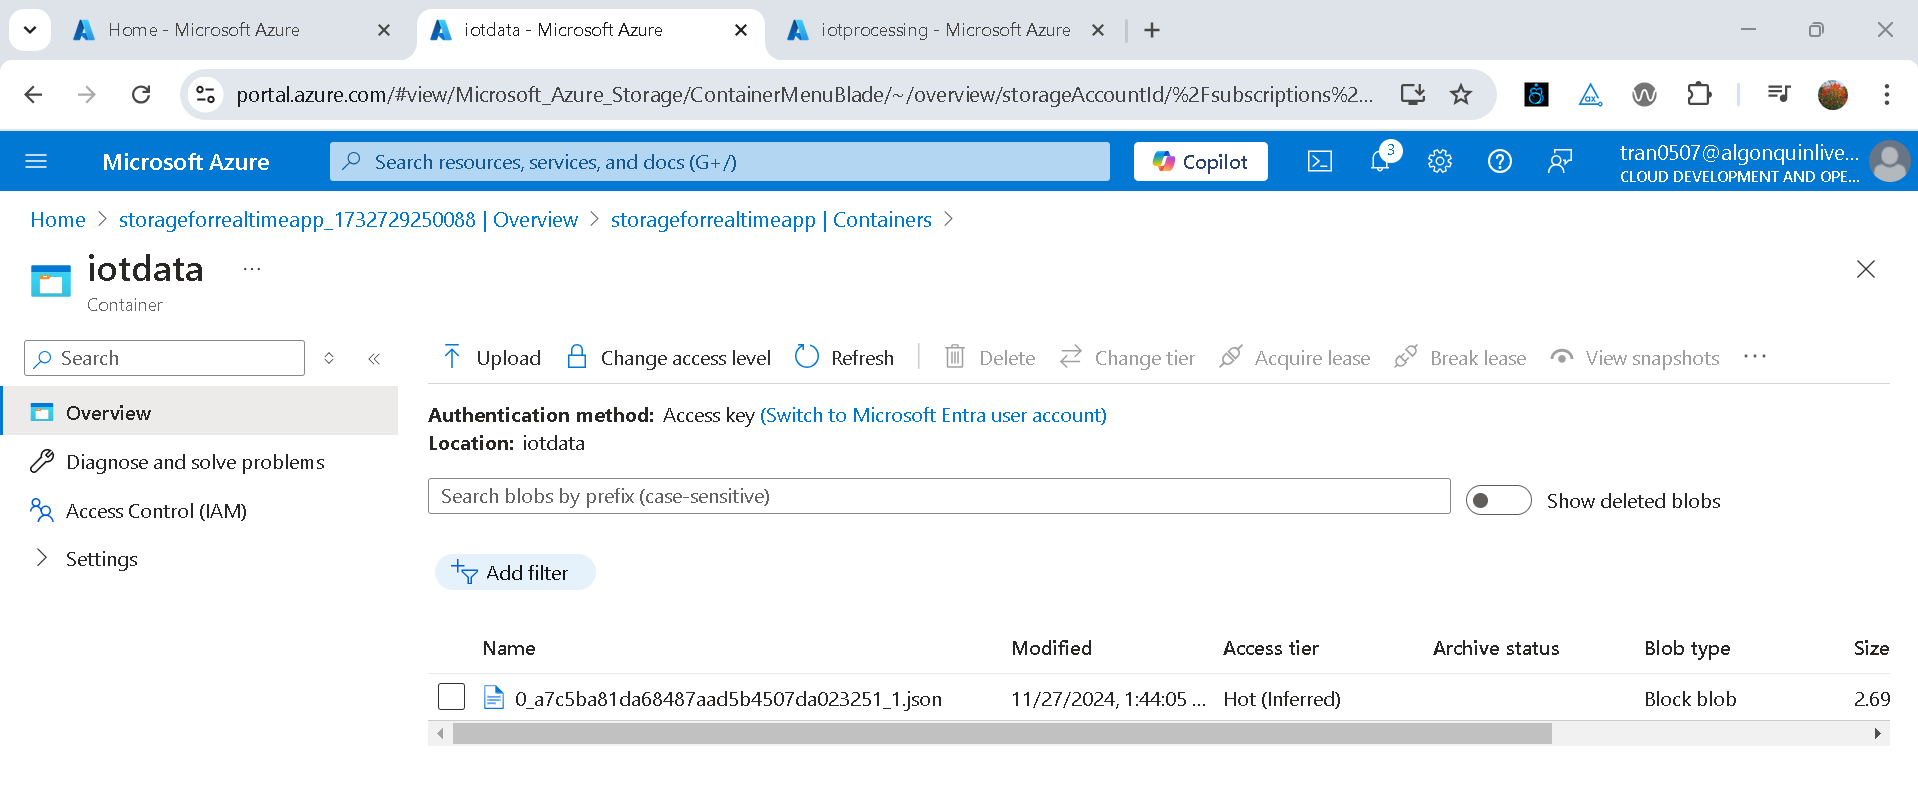 Home - Microsoft Azure
iotdata - Microsoft Azure
iotprocessing - Microsoft Azure
portal.azure.com/#view/Microsoft_Azure_Storage/ContainerMenuBlade/~/overview/storageAccountId/%2Fsubscriptions%2...
Microsoft Azure
Search resources, services, and docs (G+/)
Copilot
3
tran0507@algonquinlive...
CLOUD DEVELOPMENT AND OPE...
Home > storageforrealtimeapp_1732729250088 | Overview > storageforrealtimeapp | Containers >
iotdata ...
Container
Search
Overview
Diagnose and solve problems
Access Control (IAM)
Settings
Upload Change access level Refresh Delete Change tier Acquire lease Break lease View snapshots ...
Authentication method: Access key (Switch to Microsoft Entra user account)
Location: iotdata
Search blobs by prefix (case-sensitive)
Show deleted blobs
Add filter
Name Modified Access tier Archive status Blob type Size
0_a7c5ba81da68487aad5b4507da023251_1.json 11/27/2024, 1:44:05 ... Hot (Inferred) Block blob 2.69